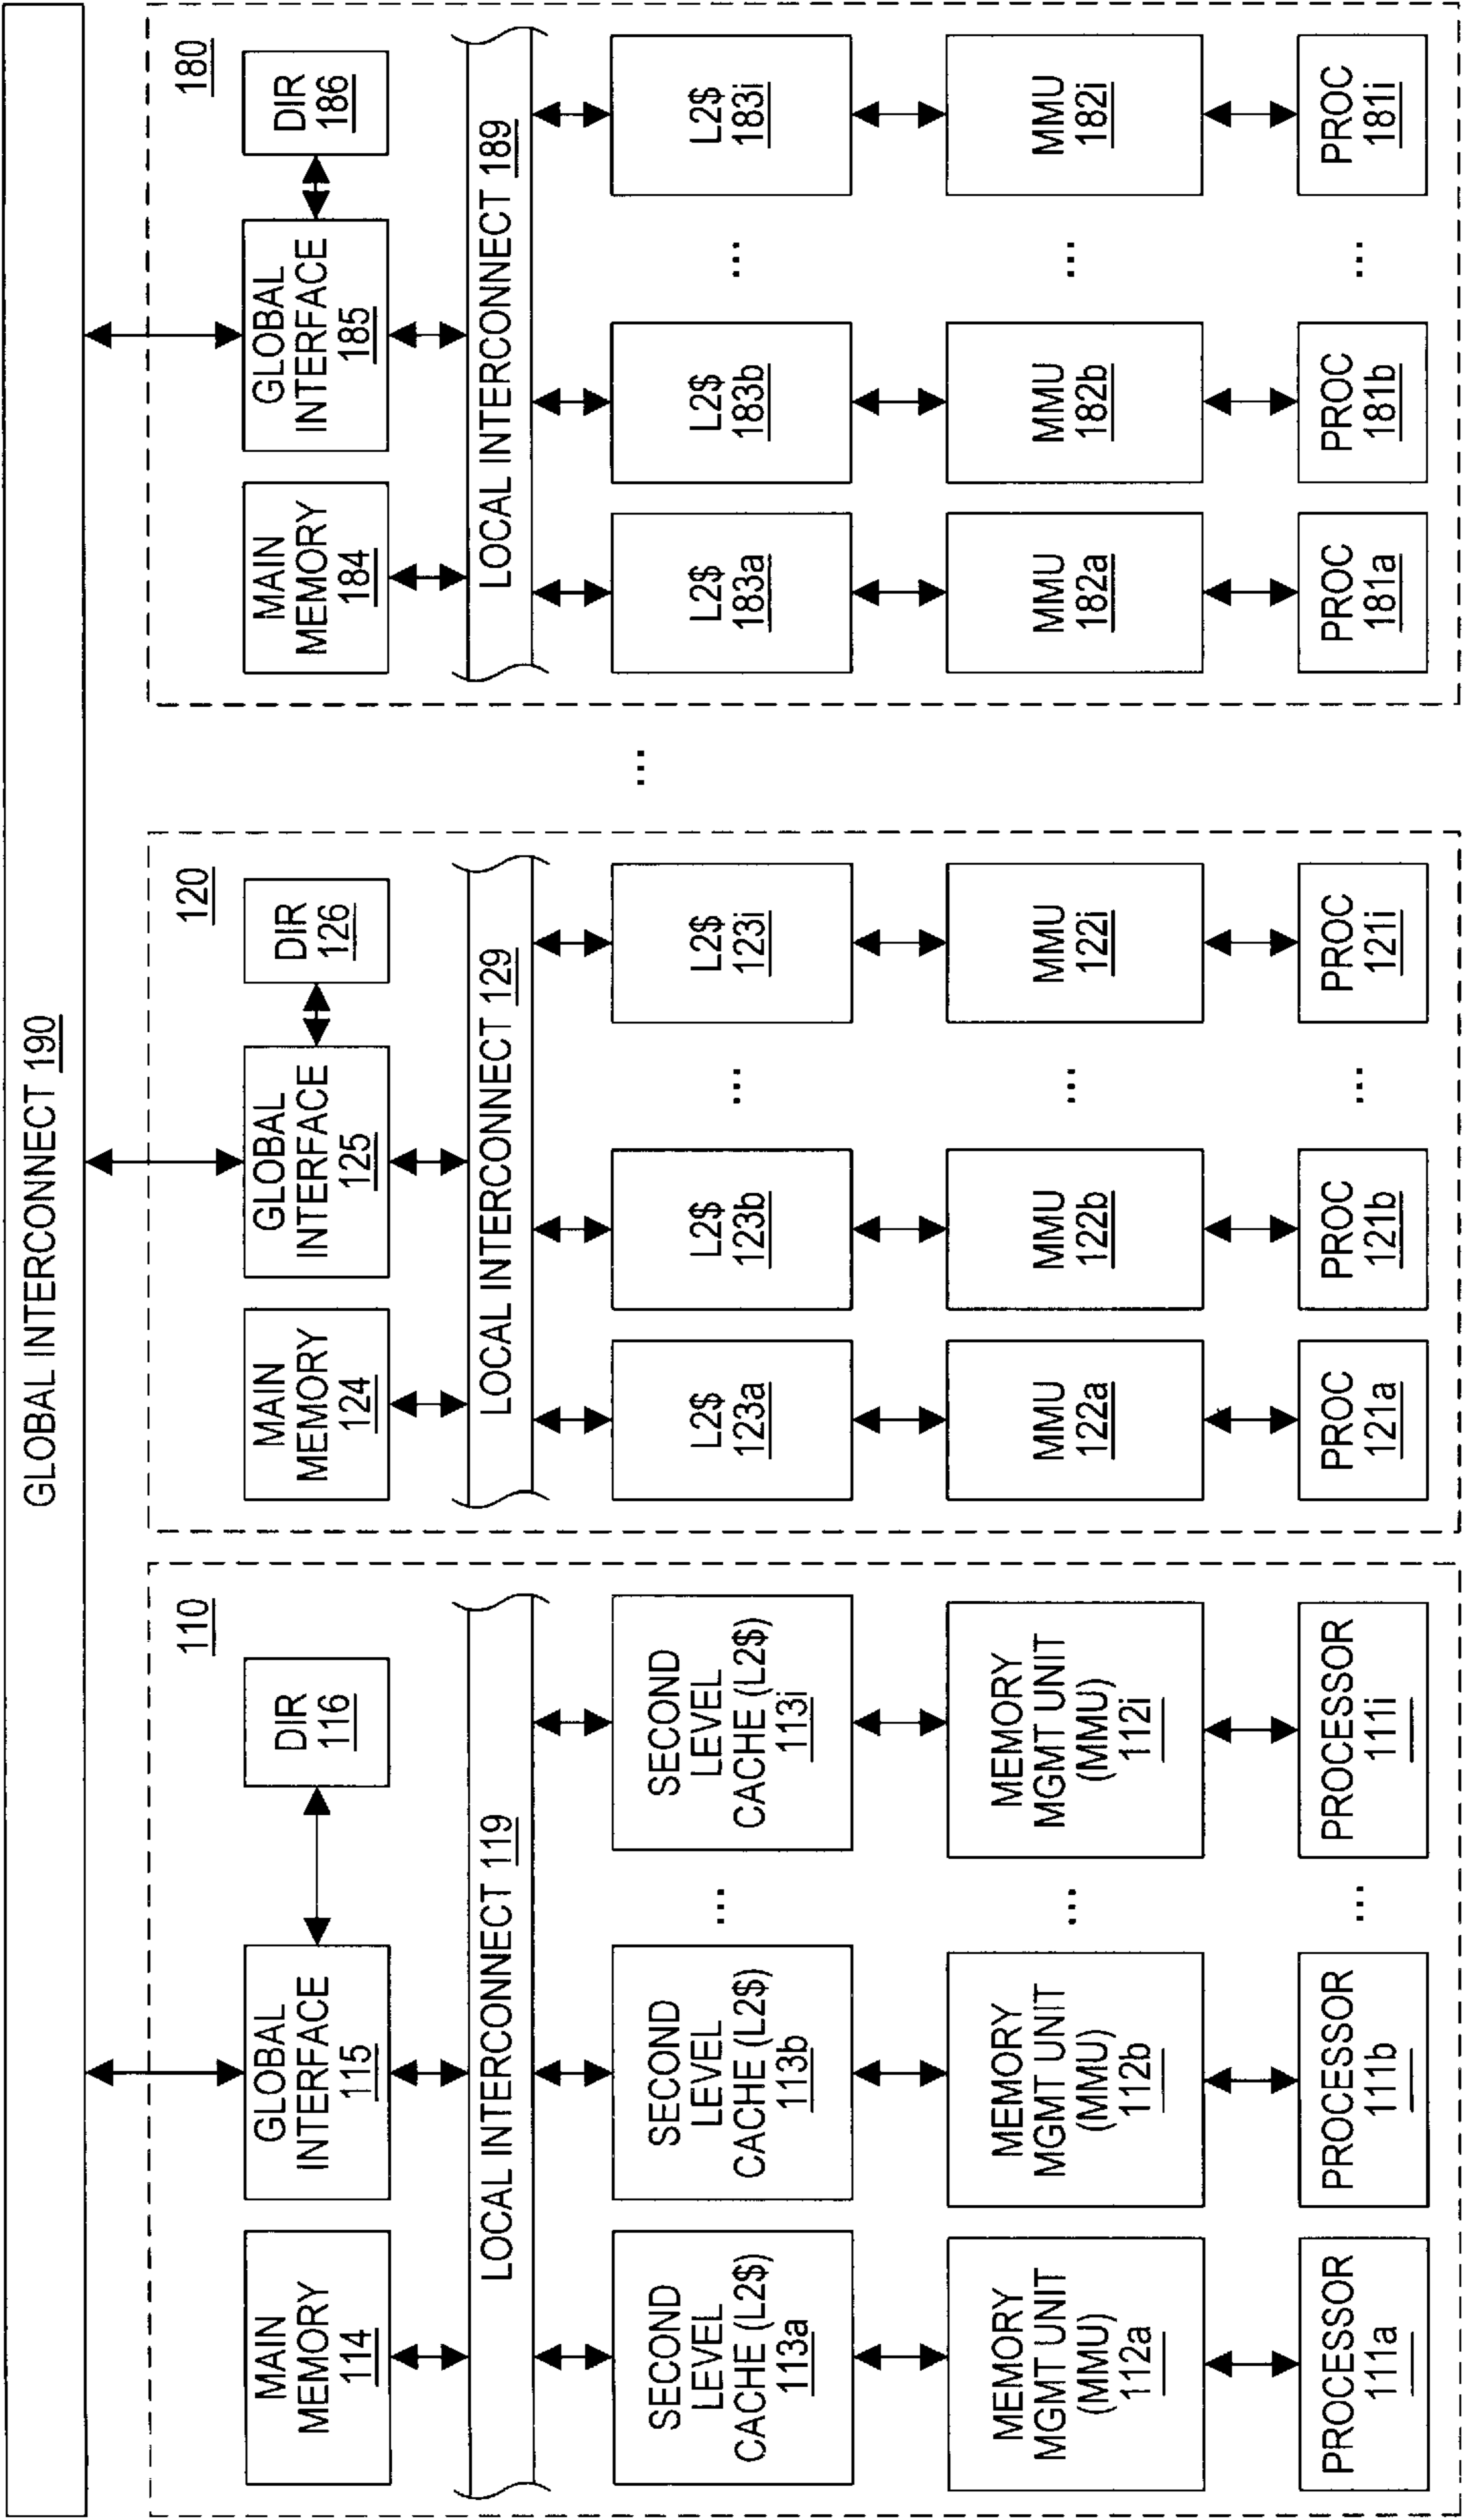 GLOBAL INTERCONNECT 190
110
MAIN
MEMORY
114
GLOBAL
INTERFACE
115
DIR
116
LOCAL INTERCONNECT 119
SECOND
LEVEL
CACHE (L2$)
113a
SECOND
LEVEL
CACHE (L2$)
113b
...
SECOND
LEVEL
CACHE (L2$)
113i
MEMORY
MGMT UNIT
(MMU)
112a
MEMORY
MGMT UNIT
(MMU)
112b
...
MEMORY
MGMT UNIT
(MMU)
112i
PROCESSOR
111a
PROCESSOR
111b
...
PROCESSOR
111i
120
MAIN
MEMORY
124
GLOBAL
INTERFACE
125
DIR
126
LOCAL INTERCONNECT 129
L2$
123a
L2$
123b
...
L2$
123i
MMU
122a
MMU
122b
...
MMU
122i
PROC
121a
PROC
121b
...
PROC
121i
...
180
MAIN
MEMORY
184
GLOBAL
INTERFACE
185
DIR
186
LOCAL INTERCONNECT 189
L2$
183a
L2$
183b
...
L2$
183i
MMU
182a
MMU
182b
...
MMU
182i
PROC
181a
PROC
181b
...
PROC
181i